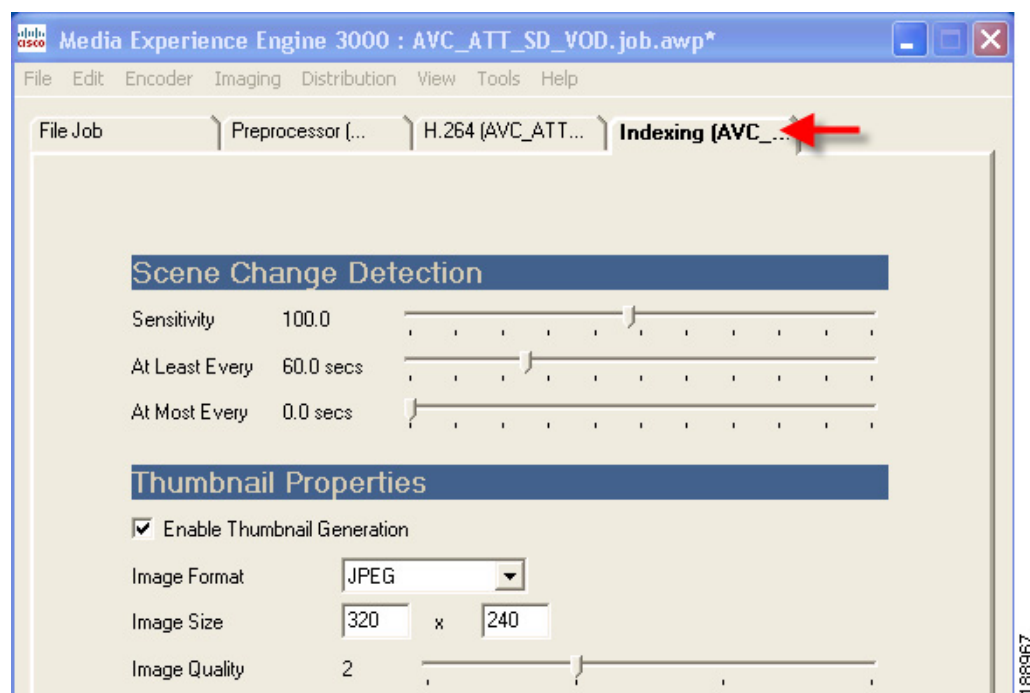 CISCO Media Experience Engine 3000 : AVC_ATT_SD_VOD.job.awp*
File Edit Encoder Imaging Distribution View Tools Help
File Job Preprocessor (... H.264 (AVC_ATT... Indexing (AVC_...
Scene Change Detection
Sensitivity 100.0
At Least Every 60.0 secs
At Most Every 0.0 secs
Thumbnail Properties
Enable Thumbnail Generation
Image Format JPEG
Image Size 320 x 240
Image Quality 2
188967